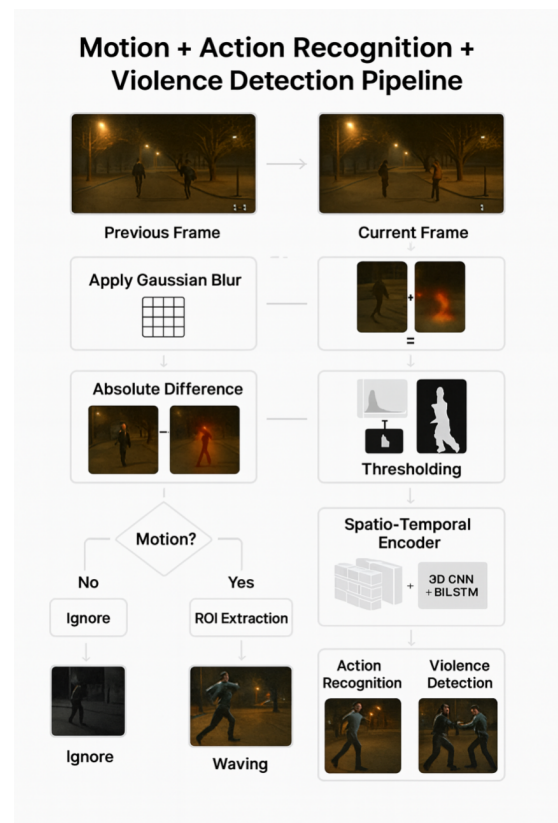 Motion + Action Recognition +
Violence Detection Pipeline
Previous Frame
Current Frame
Apply Gaussian Blur
+
=
Absolute Difference
-
T
Thresholding
Motion?
No
Yes
Ignore
ROI Extraction
Ignore
Waving
Spatio-Temporal
Encoder
+
3D CNN
+ BILSTM
Action
Recognition
Violence
Detection